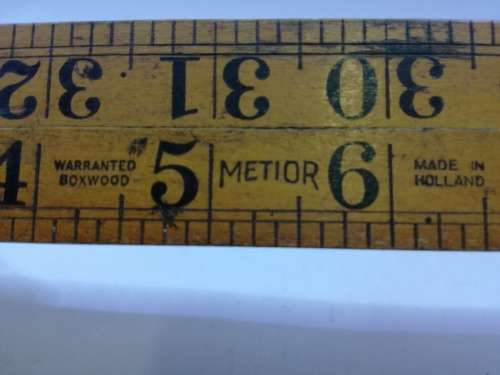 30 31 32
4
WARRANTED
BOXWOOD
5
METIOR
6
MADE IN
HOLLAND